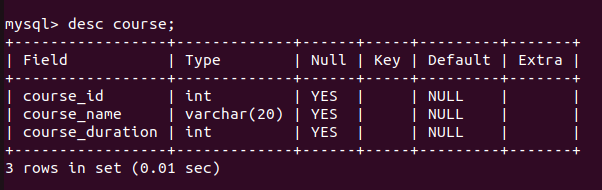 mysql> desc course;
+-----------------+-------------+------+-----+---------+-------+
| Field           | Type        | Null | Key | Default | Extra |
+-----------------+-------------+------+-----+---------+-------+
| course_id       | int         | YES  |     | NULL    |       |
| course_name     | varchar(20) | YES  |     | NULL    |       |
| course_duration | int         | YES  |     | NULL    |       |
+-----------------+-------------+------+-----+---------+-------+
3 rows in set (0.01 sec)